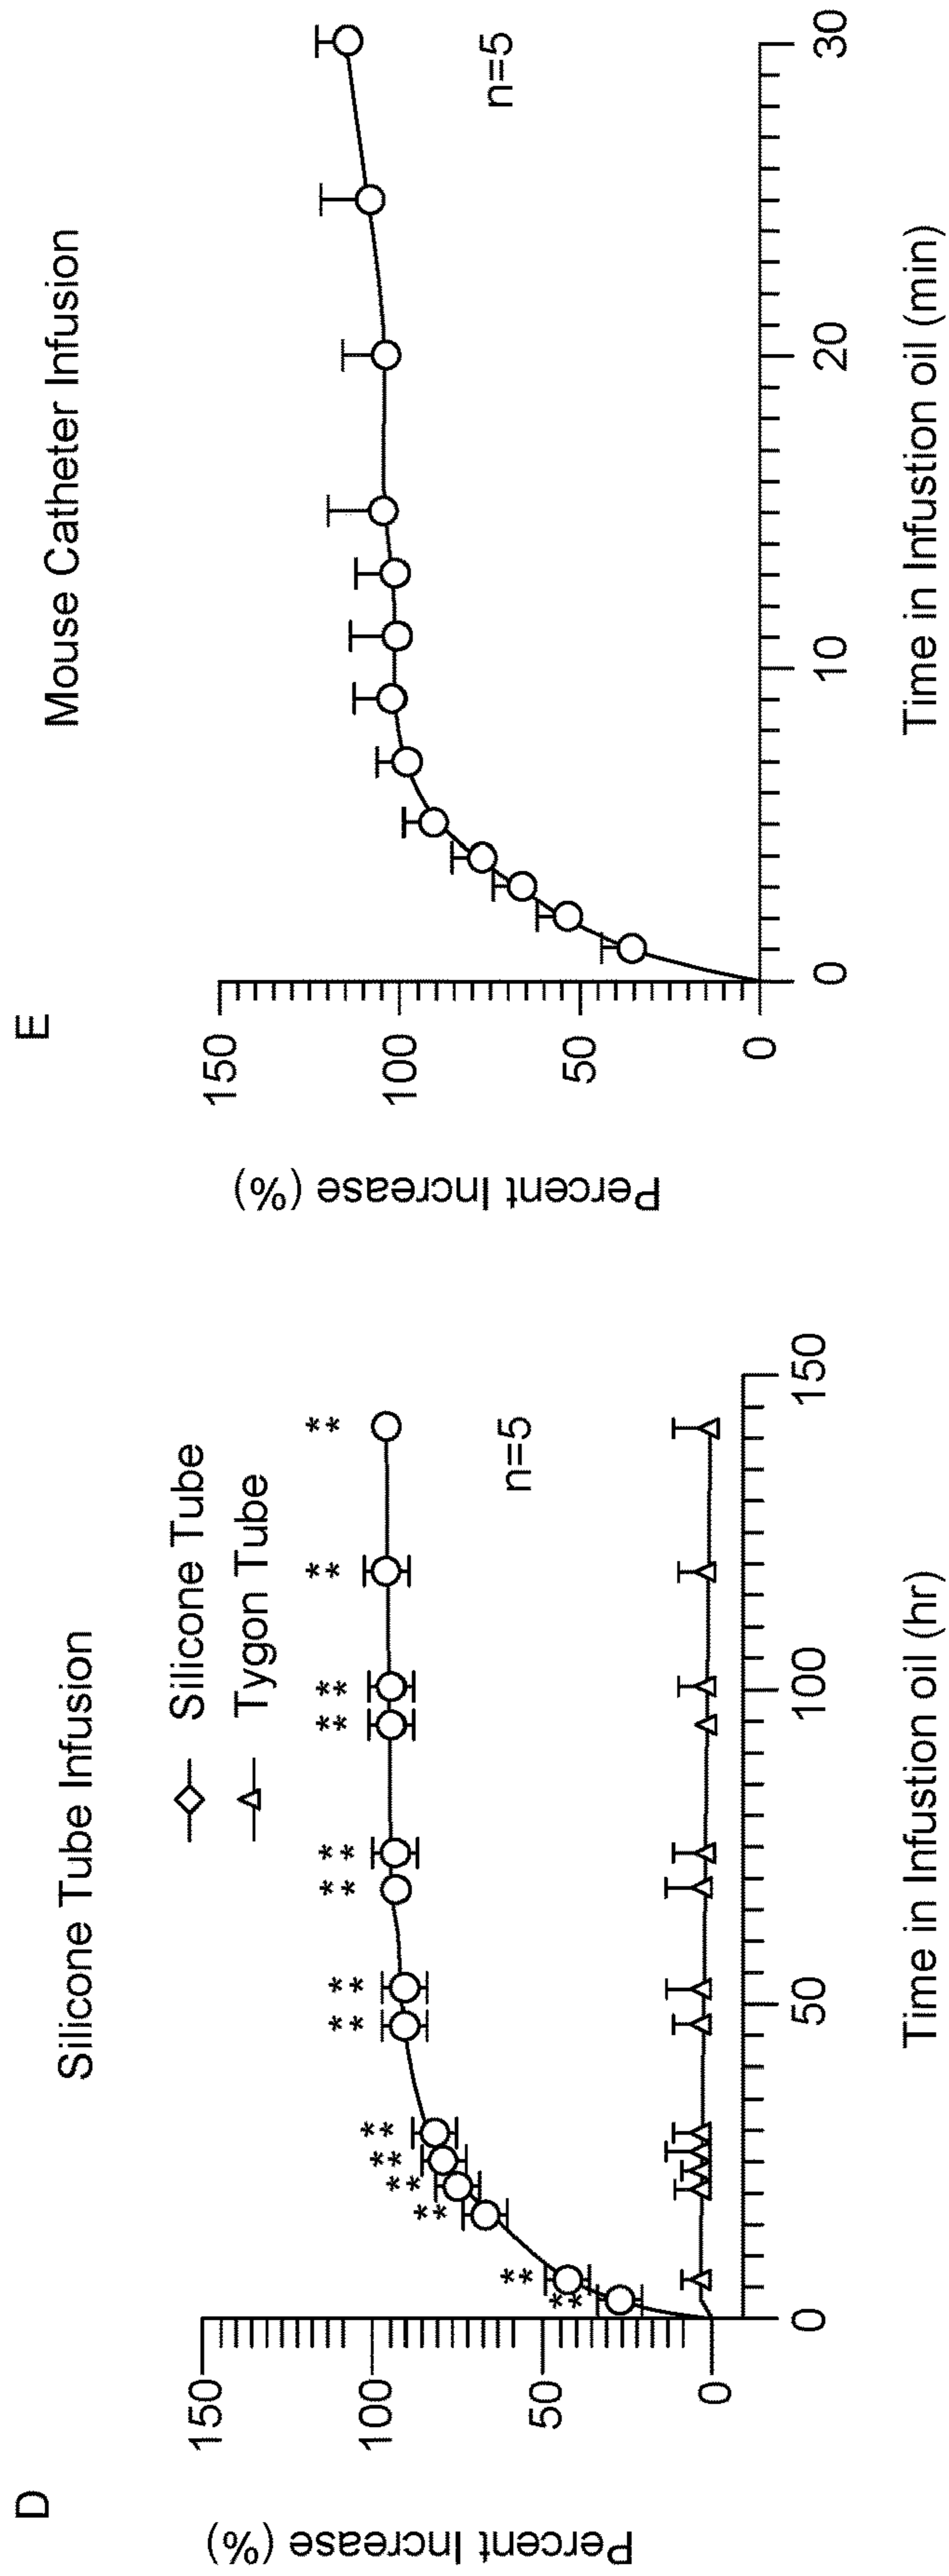 D
Silicone Tube Infusion
Silicone Tube
Tygon Tube
Percent Increase (%)
150
100
50
0
** ** ** ** ** ** ** ** ** ** ** ** ** **
n=5
0
50
100
150
Time in Infustion oil (hr)
E
Mouse Catheter Infusion
Percent Increase (%)
150
100
50
0
n=5
0
10
20
30
Time in Infustion oil (min)